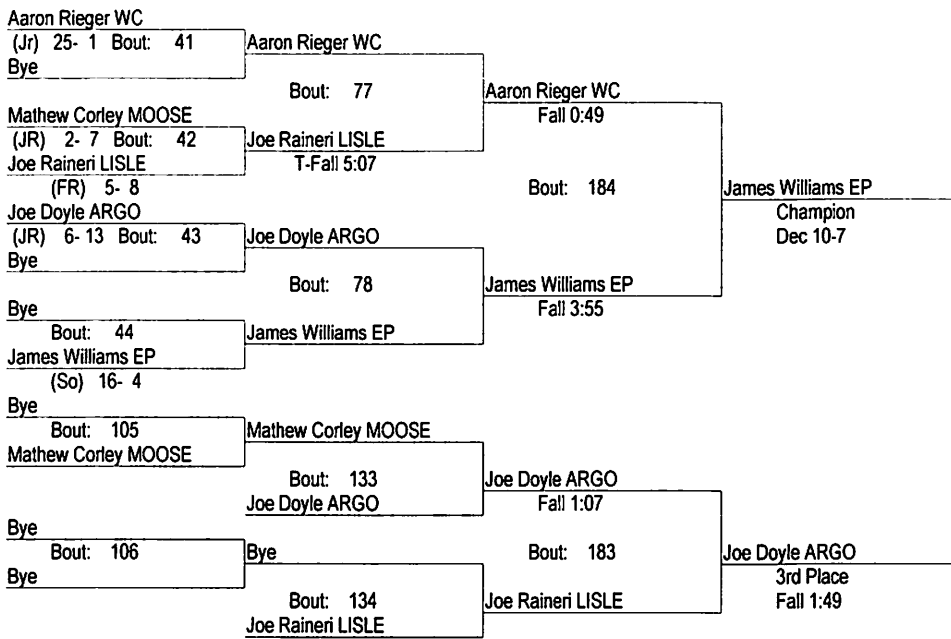 Aaron Rieger WC
(Jr) 25- 1 Bout: 41
Bye
Aaron Rieger WC
Bout: 77
Mathew Corley MOOSE
(JR) 2- 7 Bout: 42
Joe Raineri LISLE
(FR) 5- 8
Joe Raineri LISLE
T-Fall 5:07
Aaron Rieger WC
Fall 0:49
Bout: 184
Joe Doyle ARGO
(JR) 6- 13 Bout: 43
Bye
Joe Doyle ARGO
Bout: 78
Bye
Bout: 44
James Williams EP
(So) 16- 4
James Williams EP
James Williams EP
Fall 3:55
James Williams EP
Champion
Dec 10-7
Bye
Bout: 105
Mathew Corley MOOSE
Mathew Corley MOOSE
Bout: 133
Joe Doyle ARGO
Joe Doyle ARGO
Fall 1:07
Bout: 183
Bye
Bout: 106
Bye
Bye
Bout: 134
Joe Raineri LISLE
Joe Raineri LISLE
Joe Doyle ARGO
3rd Place
Fall 1:49